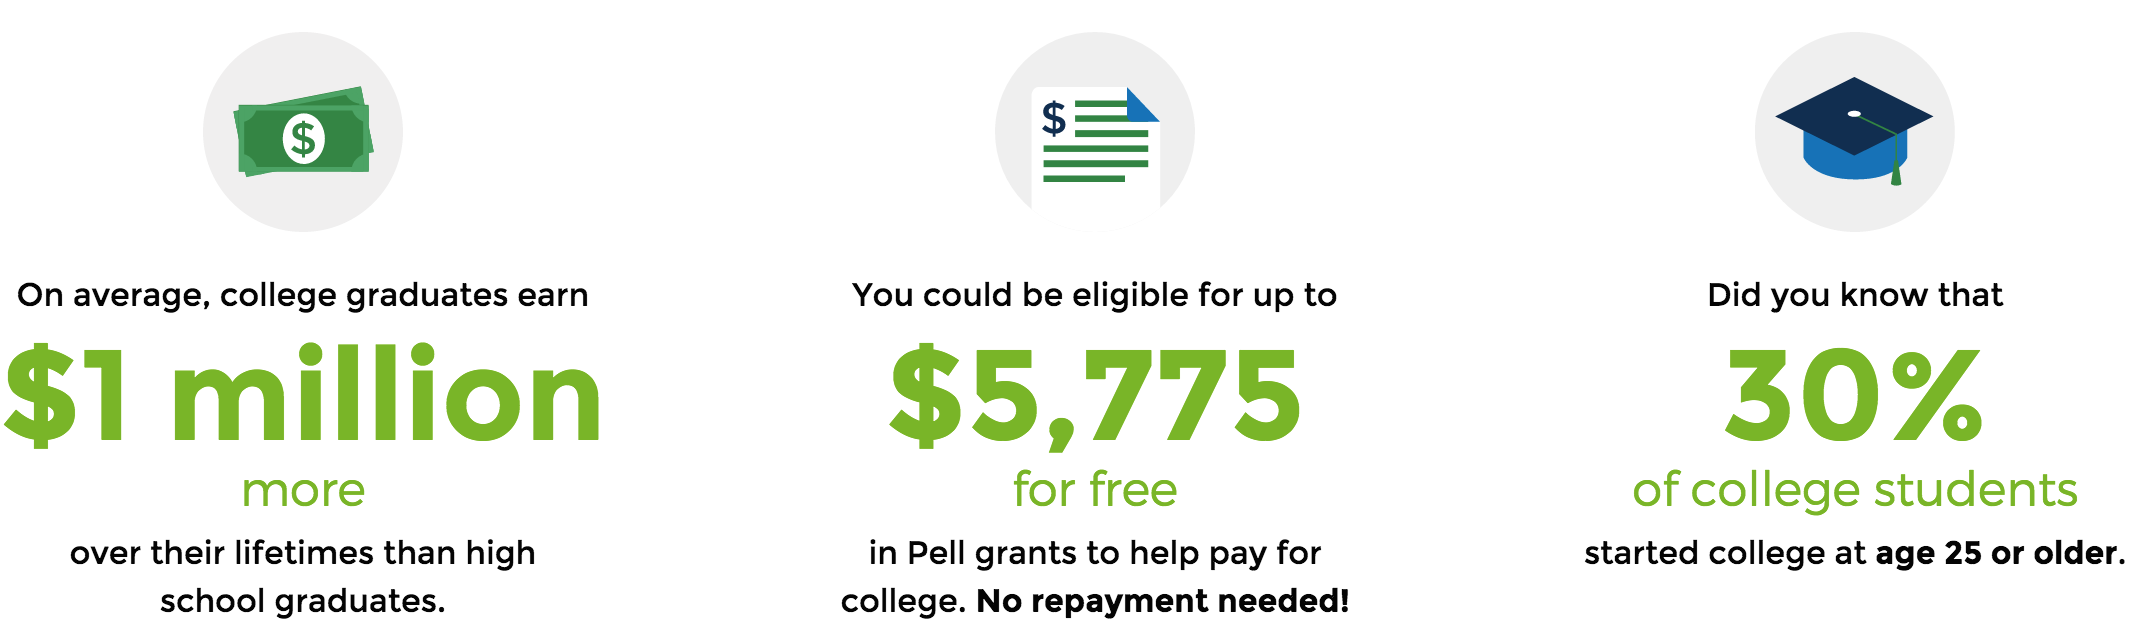 $
On average, college graduates earn
$1 million
more
over their lifetimes than high
school graduates.
$
You could be eligible for up to
$5,775
for free
in Pell grants to help pay for
college. No repayment needed!
Did you know that
30%
of college students
started college at age 25 or older.